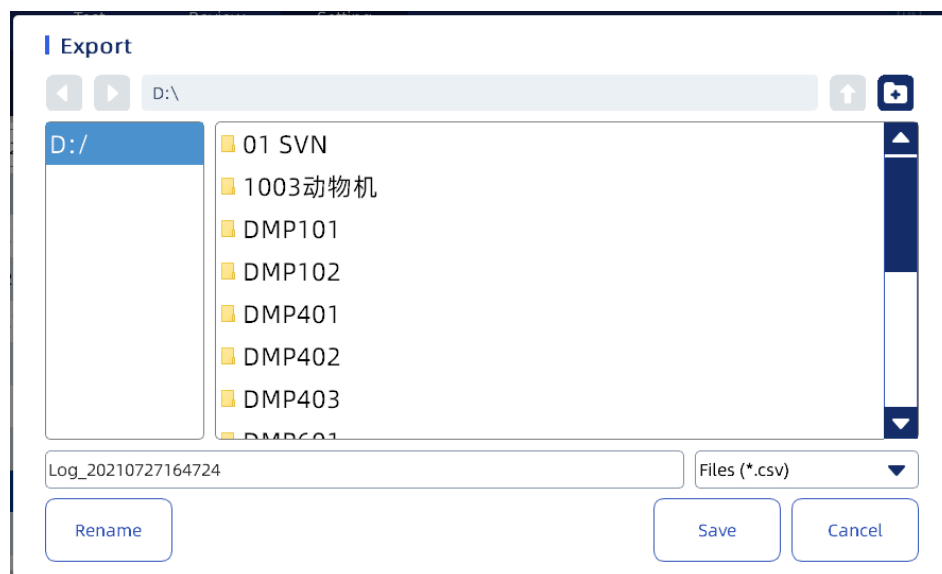 Export
D:\
D:/
01 SVN
1003动物机
DMP101
DMP102
DMP401
DMP402
DMP403
Log_20210727164724
Files (*.csv)
Rename
Save
Cancel